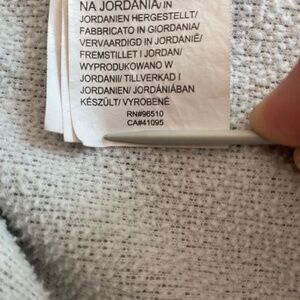 NA JORDANIA/ IN
JORDANIEN HERGESTELLT/
FABBRICATO IN GIORDANIA/
VERVAARDIGD IN JORDANIË/
FREMSTILLET I JORDAN/
WYPRODUKOWANO W
JORDANII/ TILLVERKAD I
JORDANIEN/ JORDÁNIÁBAN
KÉSZÜLT/ VYROBENÉ
RN#96510
CA#41095